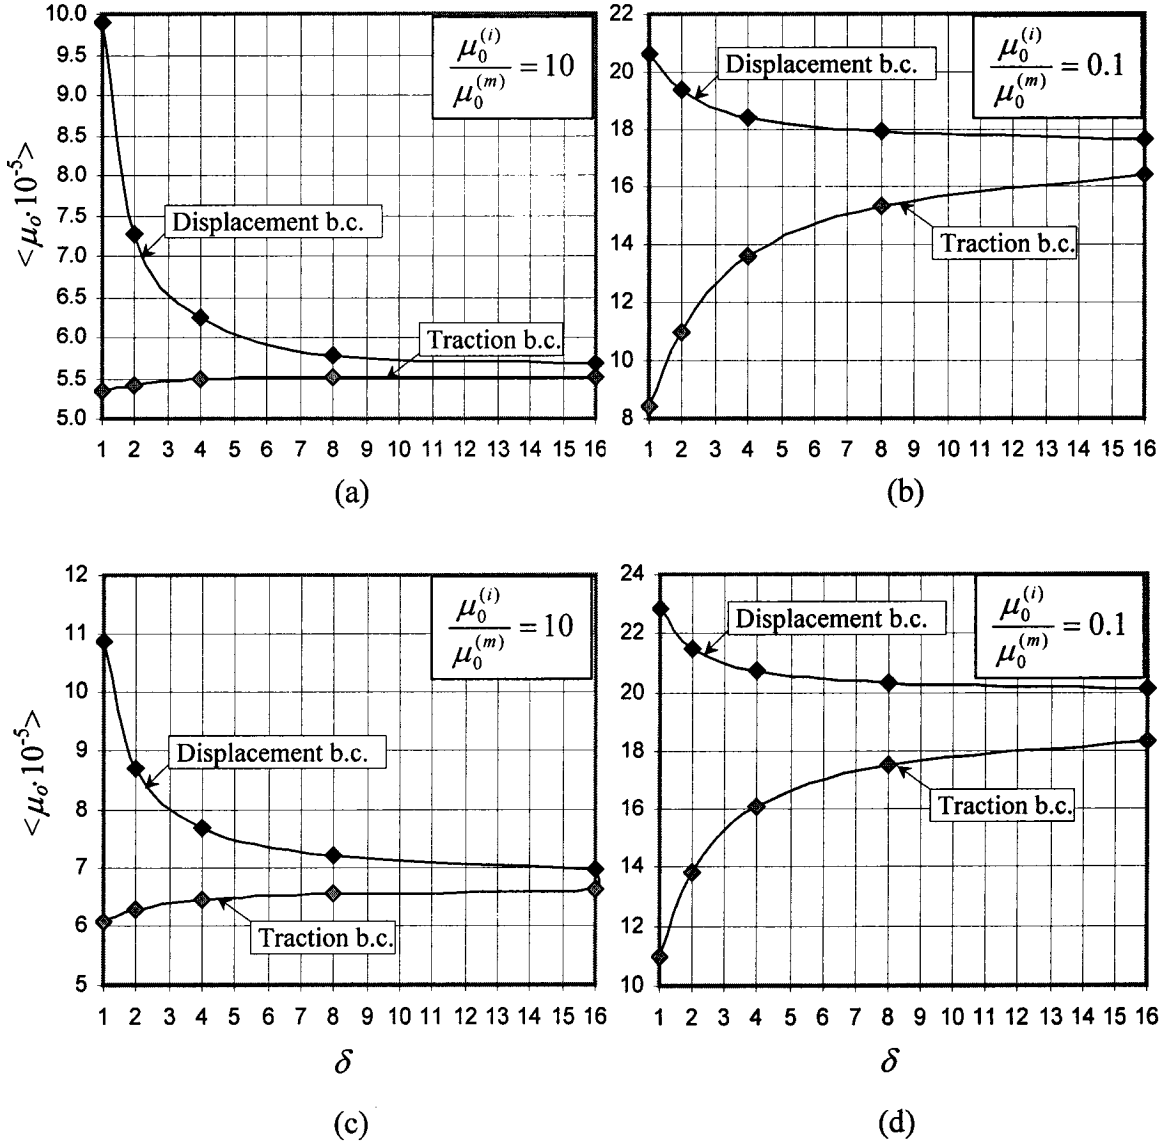 10.0
9.5
9.0
8.5
8.0
7.5
7.0
6.5
6.0
5.5
5.0
<μ₀·10⁻⁵>
μ₀⁽ⁱ⁾/μ₀⁽ᵐ⁾ = 10
Displacement b.c.
Traction b.c.
1 2 3 4 5 6 7 8 9 10 11 12 13 14 15 16
(a)
22
20
18
16
14
12
10
8
μ₀⁽ⁱ⁾/μ₀⁽ᵐ⁾ = 0.1
Displacement b.c.
Traction b.c.
1 2 3 4 5 6 7 8 9 10 11 12 13 14 15 16
(b)
12
11
10
9
8
7
6
5
<μ₀·10⁻⁵>
μ₀⁽ⁱ⁾/μ₀⁽ᵐ⁾ = 10
Displacement b.c.
Traction b.c.
1 2 3 4 5 6 7 8 9 10 11 12 13 14 15 16
δ
(c)
24
22
20
18
16
14
12
10
μ₀⁽ⁱ⁾/μ₀⁽ᵐ⁾ = 0.1
Displacement b.c.
Traction b.c.
1 2 3 4 5 6 7 8 9 10 11 12 13 14 15 16
δ
(d)